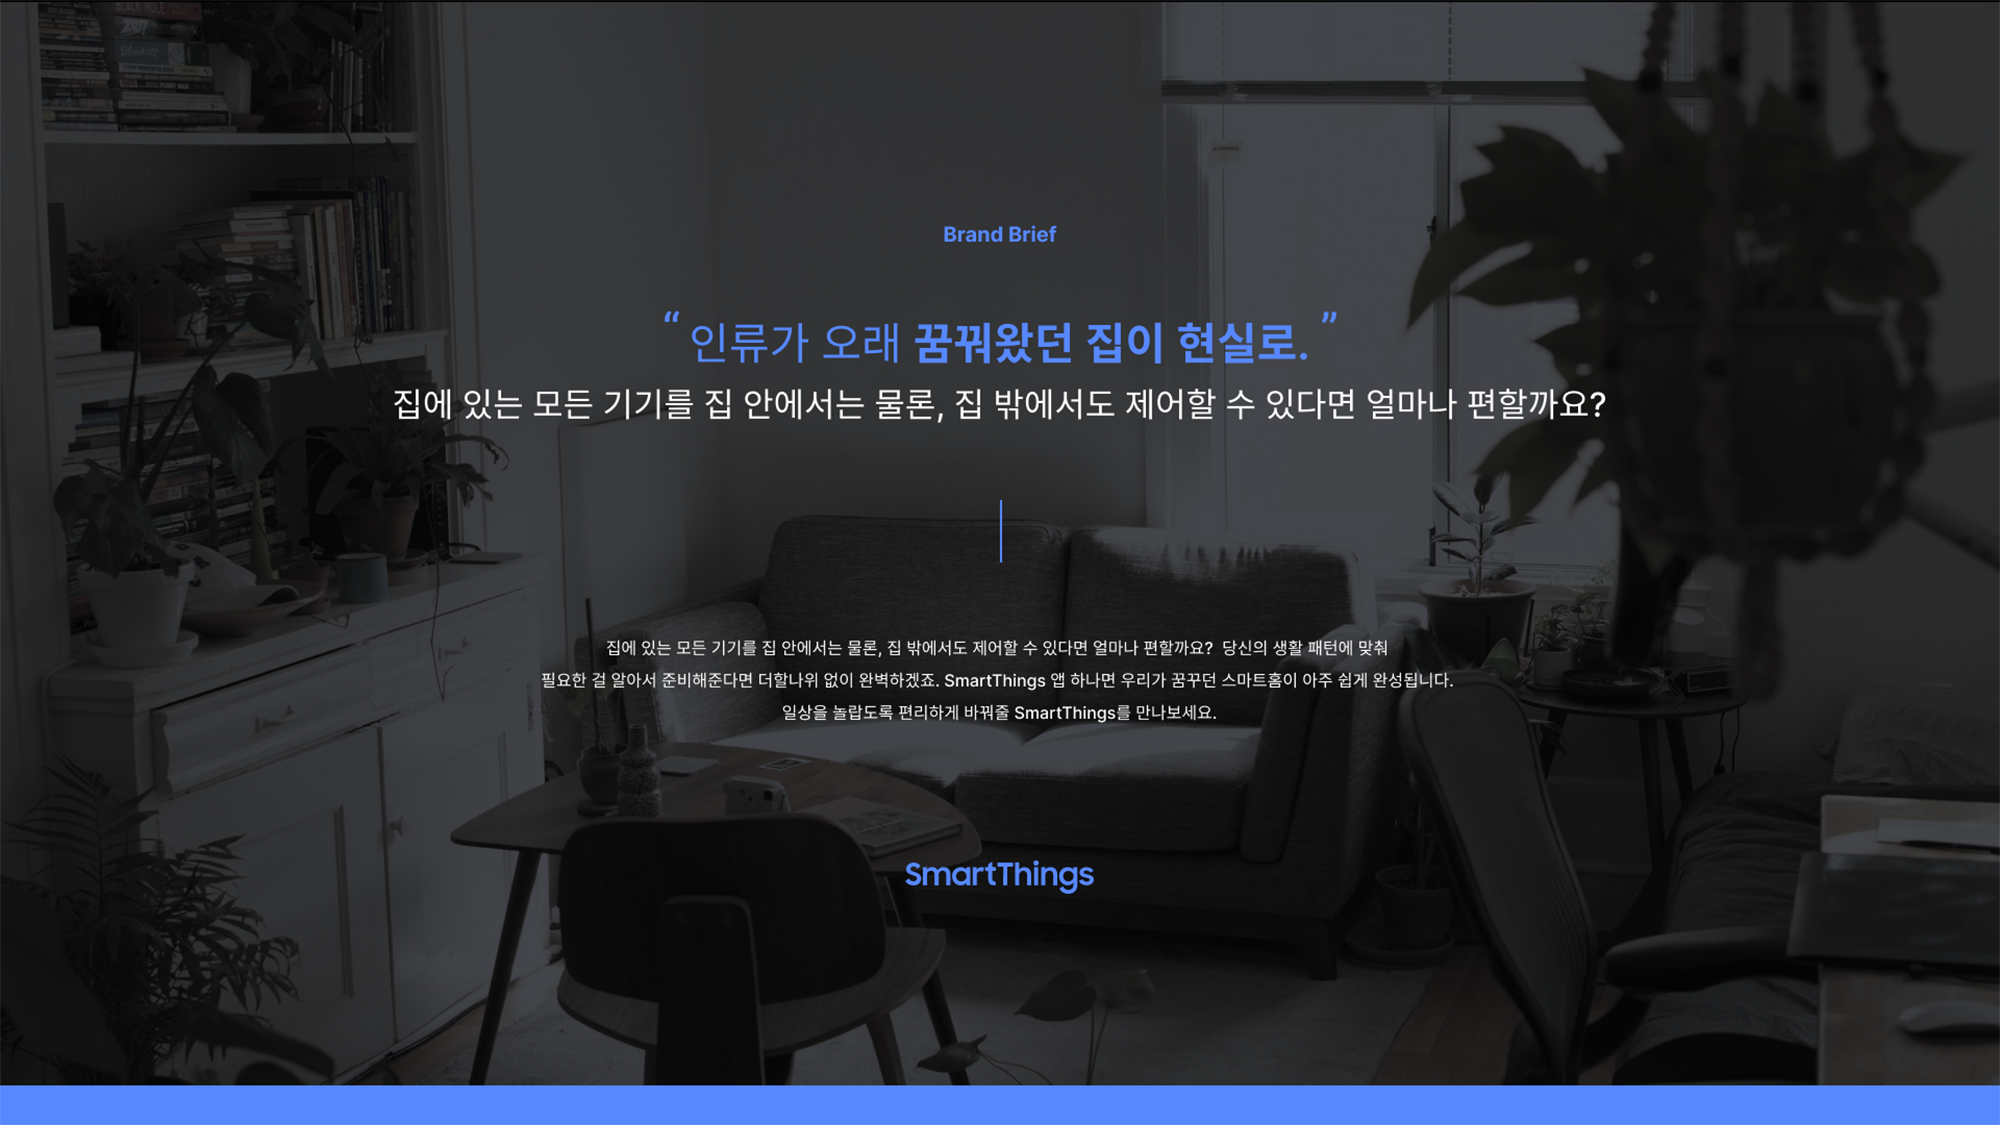 Brand Brief
“ 인류가 오래 꿈꿔왔던 집이 현실로. ”
집에 있는 모든 기기를 집 안에서는 물론, 집 밖에서도 제어할 수 있다면 얼마나 편할까요?
집에 있는 모든 기기를 집 안에서는 물론, 집 밖에서도 제어할 수 있다면 얼마나 편할까요? 당신의 생활 패턴에 맞춰
필요한 걸 알아서 준비해준다면 더할나위 없이 완벽하겠죠. SmartThings 앱 하나면 우리가 꿈꾸던 스마트홈이 아주 쉽게 완성됩니다.
일상을 놀랍도록 편리하게 바꿔줄 SmartThings를 만나보세요.
SmartThings